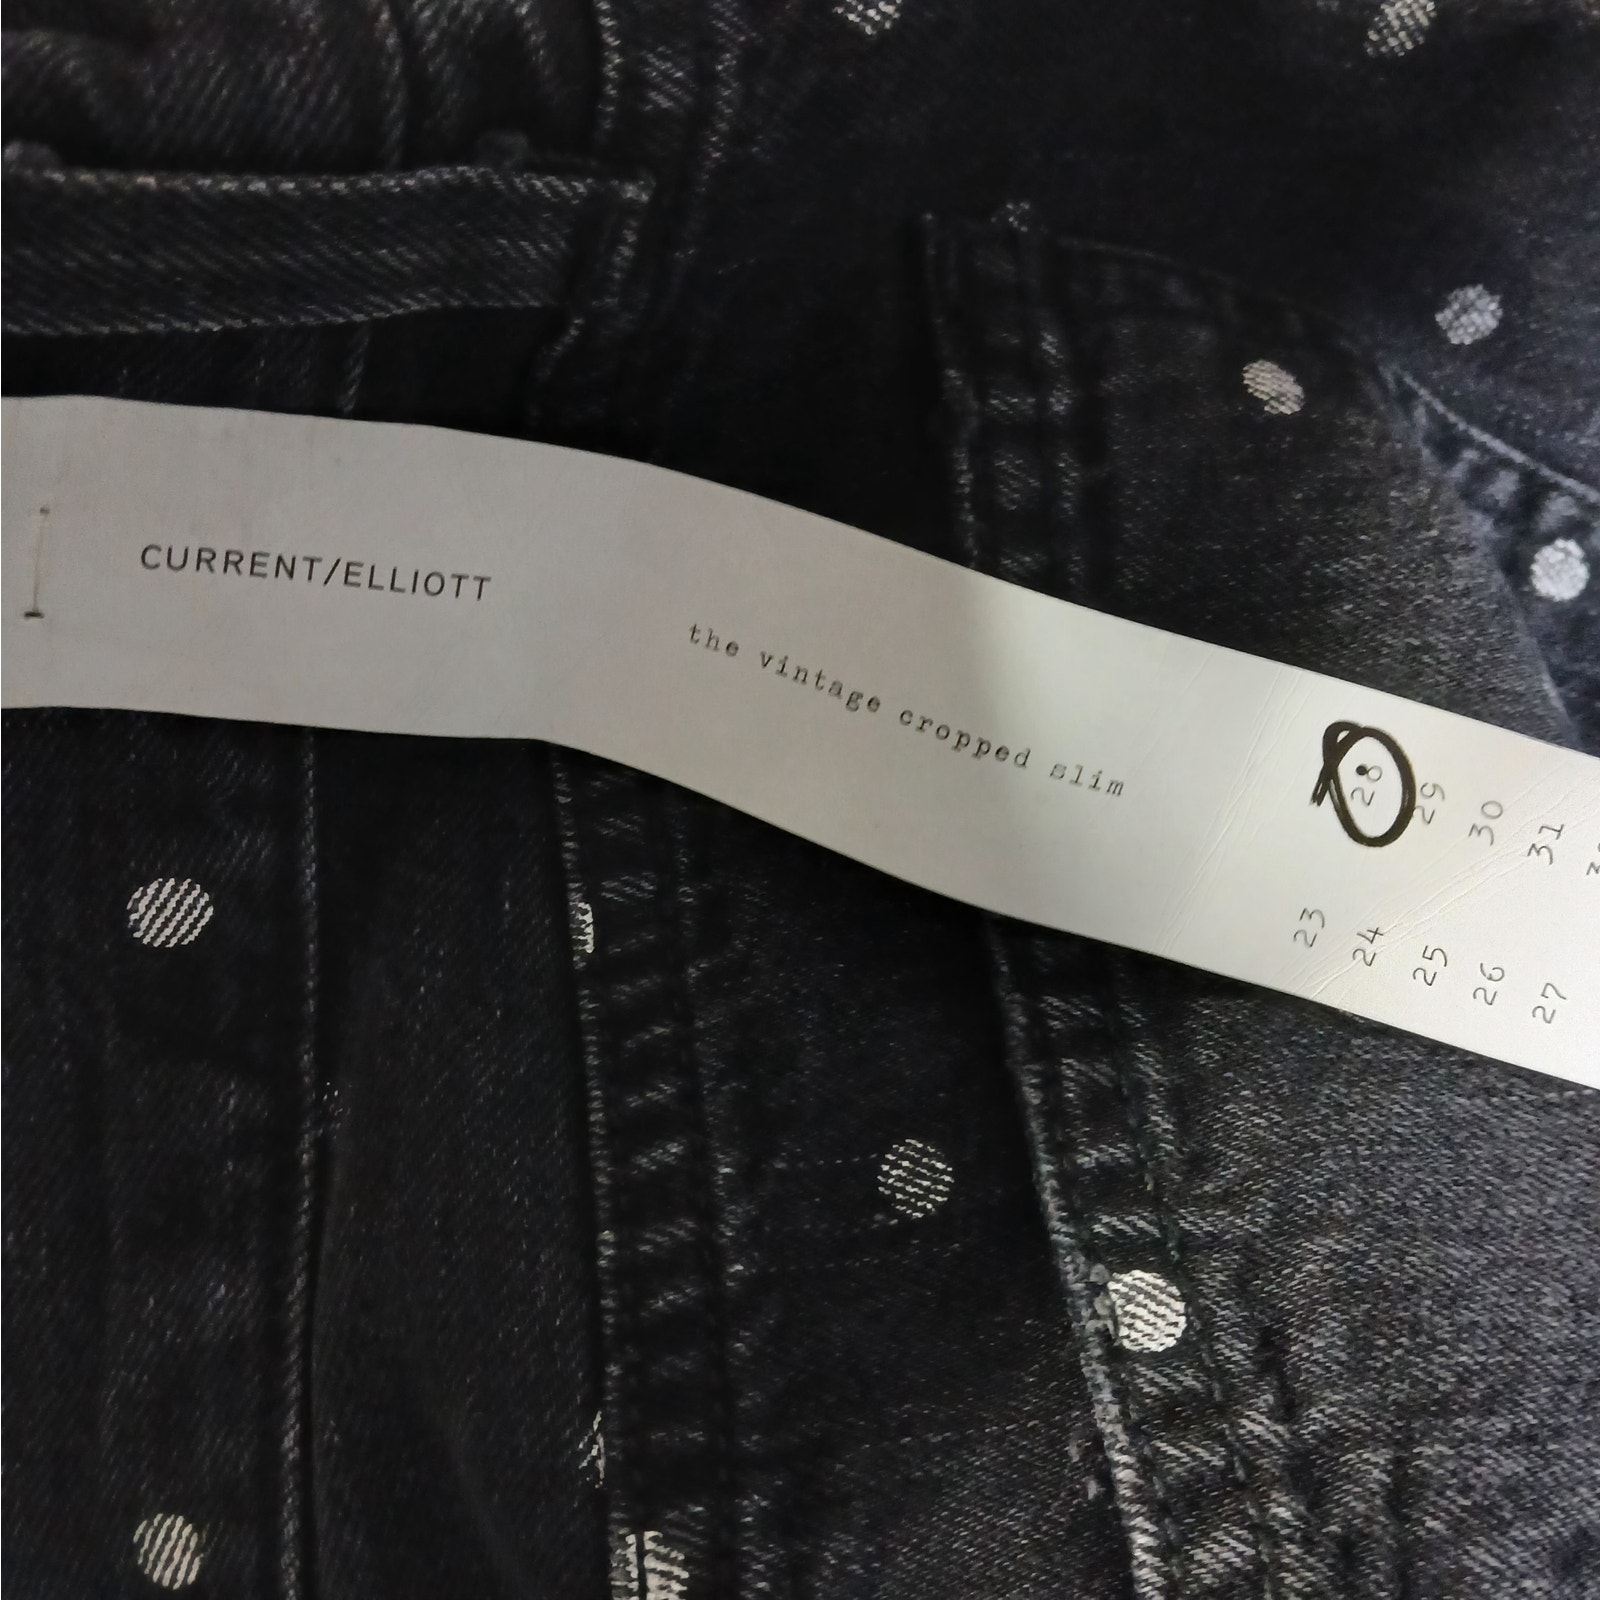 CURRENT/ELLIOTT
the vintage cropped slim
28 29 30 31
23 24 25 26 27